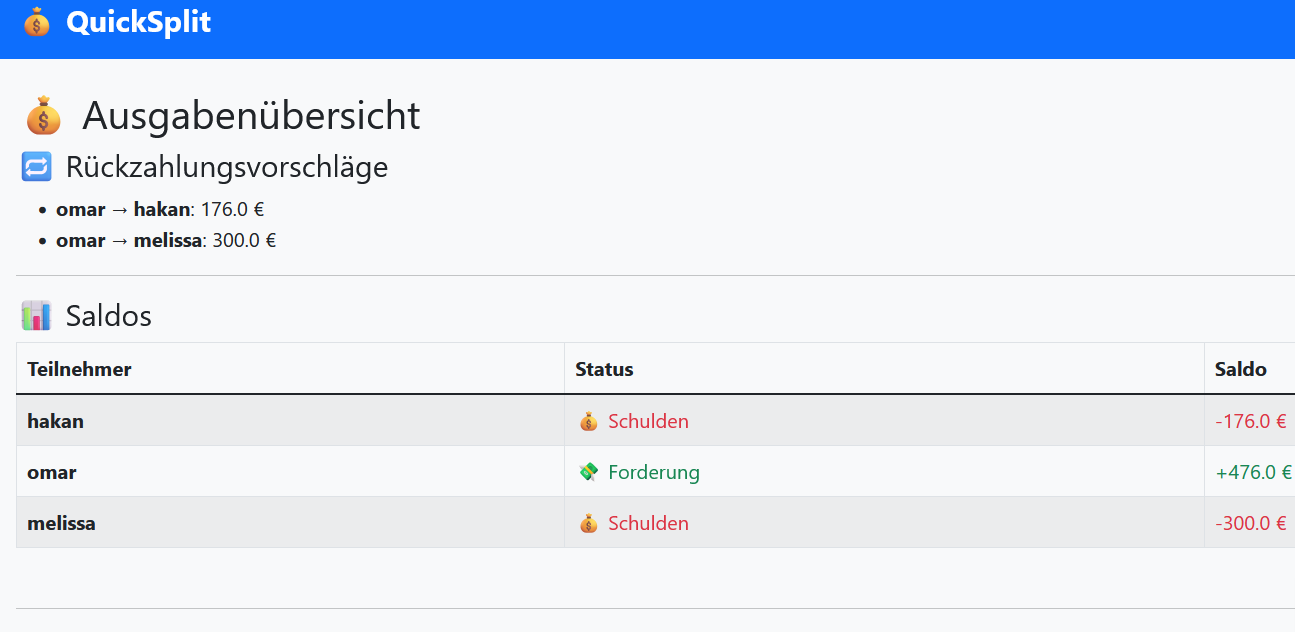 QuickSplit
Ausgabenübersicht
Rückzahlungsvorschläge
• omar → hakan: 176.0 €
• omar → melissa: 300.0 €
Saldos
Teilnehmer Status Saldo
hakan Schulden -176.0 €
omar Forderung +476.0 €
melissa Schulden -300.0 €